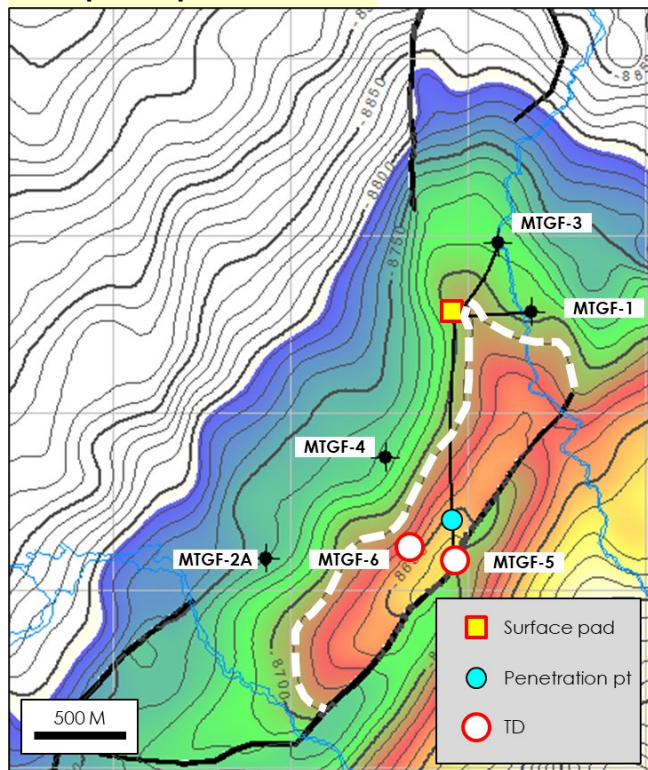 -8850
-8850
-8800
-8750
MTGF-3
MTGF-1
MTGF-4
MTGF-2A
MTGF-6
MTGF-5
-8700
Surface pad
Penetration pt
TD
500 M